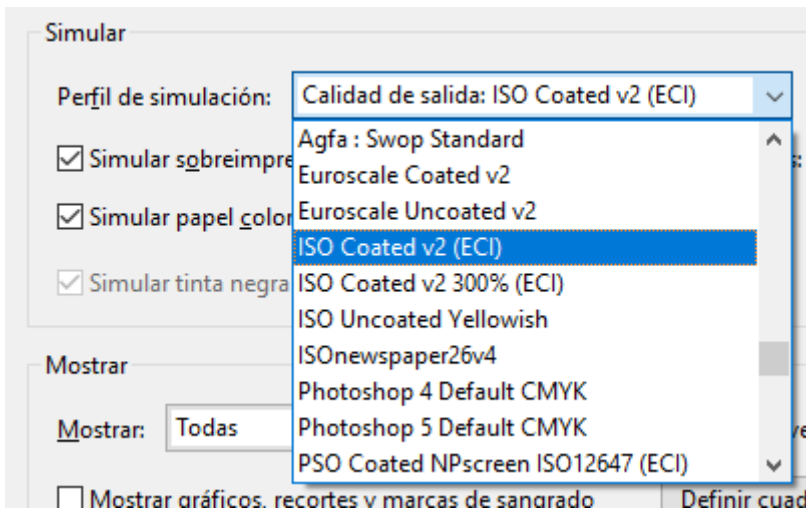 Simular
Perfil de simulación: Calidad de salida: ISO Coated v2 (ECI)
Agfa : Swop Standard
Simular sobreimpre Euroscale Coated v2
Simular papel color Euroscale Uncoated v2
ISO Coated v2 (ECI)
Simular tinta negra ISO Coated v2 300% (ECI)
ISO Uncoated Yellowish
ISOnewspaper26v4
Mostrar
Photoshop 4 Default CMYK
Mostrar: Todas Photoshop 5 Default CMYK
PSO Coated NPscreen ISO12647 (ECI)
Mostrar gráficos, recortes y marcas de sangrado Definir cuad